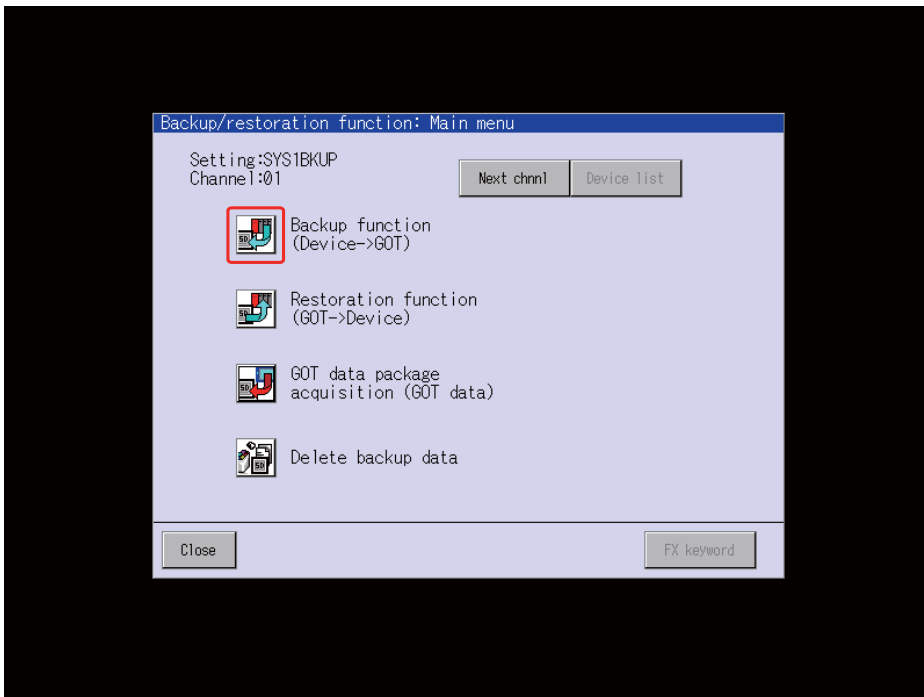 Backup/restoration function: Main menu
Setting:SYS1BKUP
Channel:01
Next chnnl
Device list
Backup function
(Device->GOT)
Restoration function
(GOT->Device)
GOT data package
acquisition (GOT data)
Delete backup data
Close
FX keyword